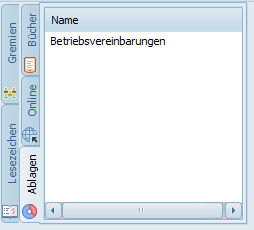 Gremien
Lesezeichen
Bücher
Online
Ablagen
Name
Betriebsvereinbarungen